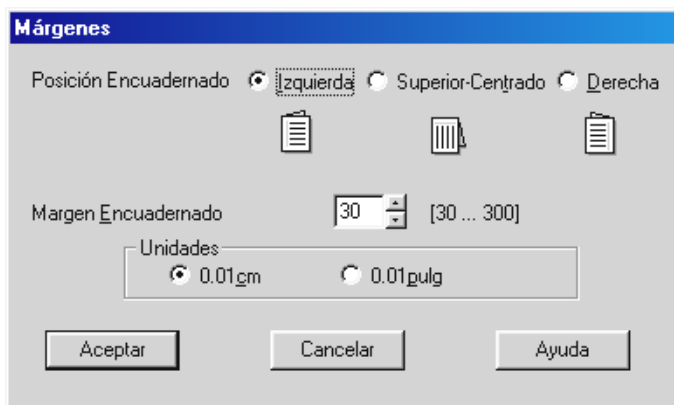 Márgenes
Posición Encuadernado Izquierda Superior-Centrado Derecha
Margen Encuadernado 30 [30 ... 300]
Unidades
0.01cm 0.01pulg
Aceptar Cancelar Ayuda